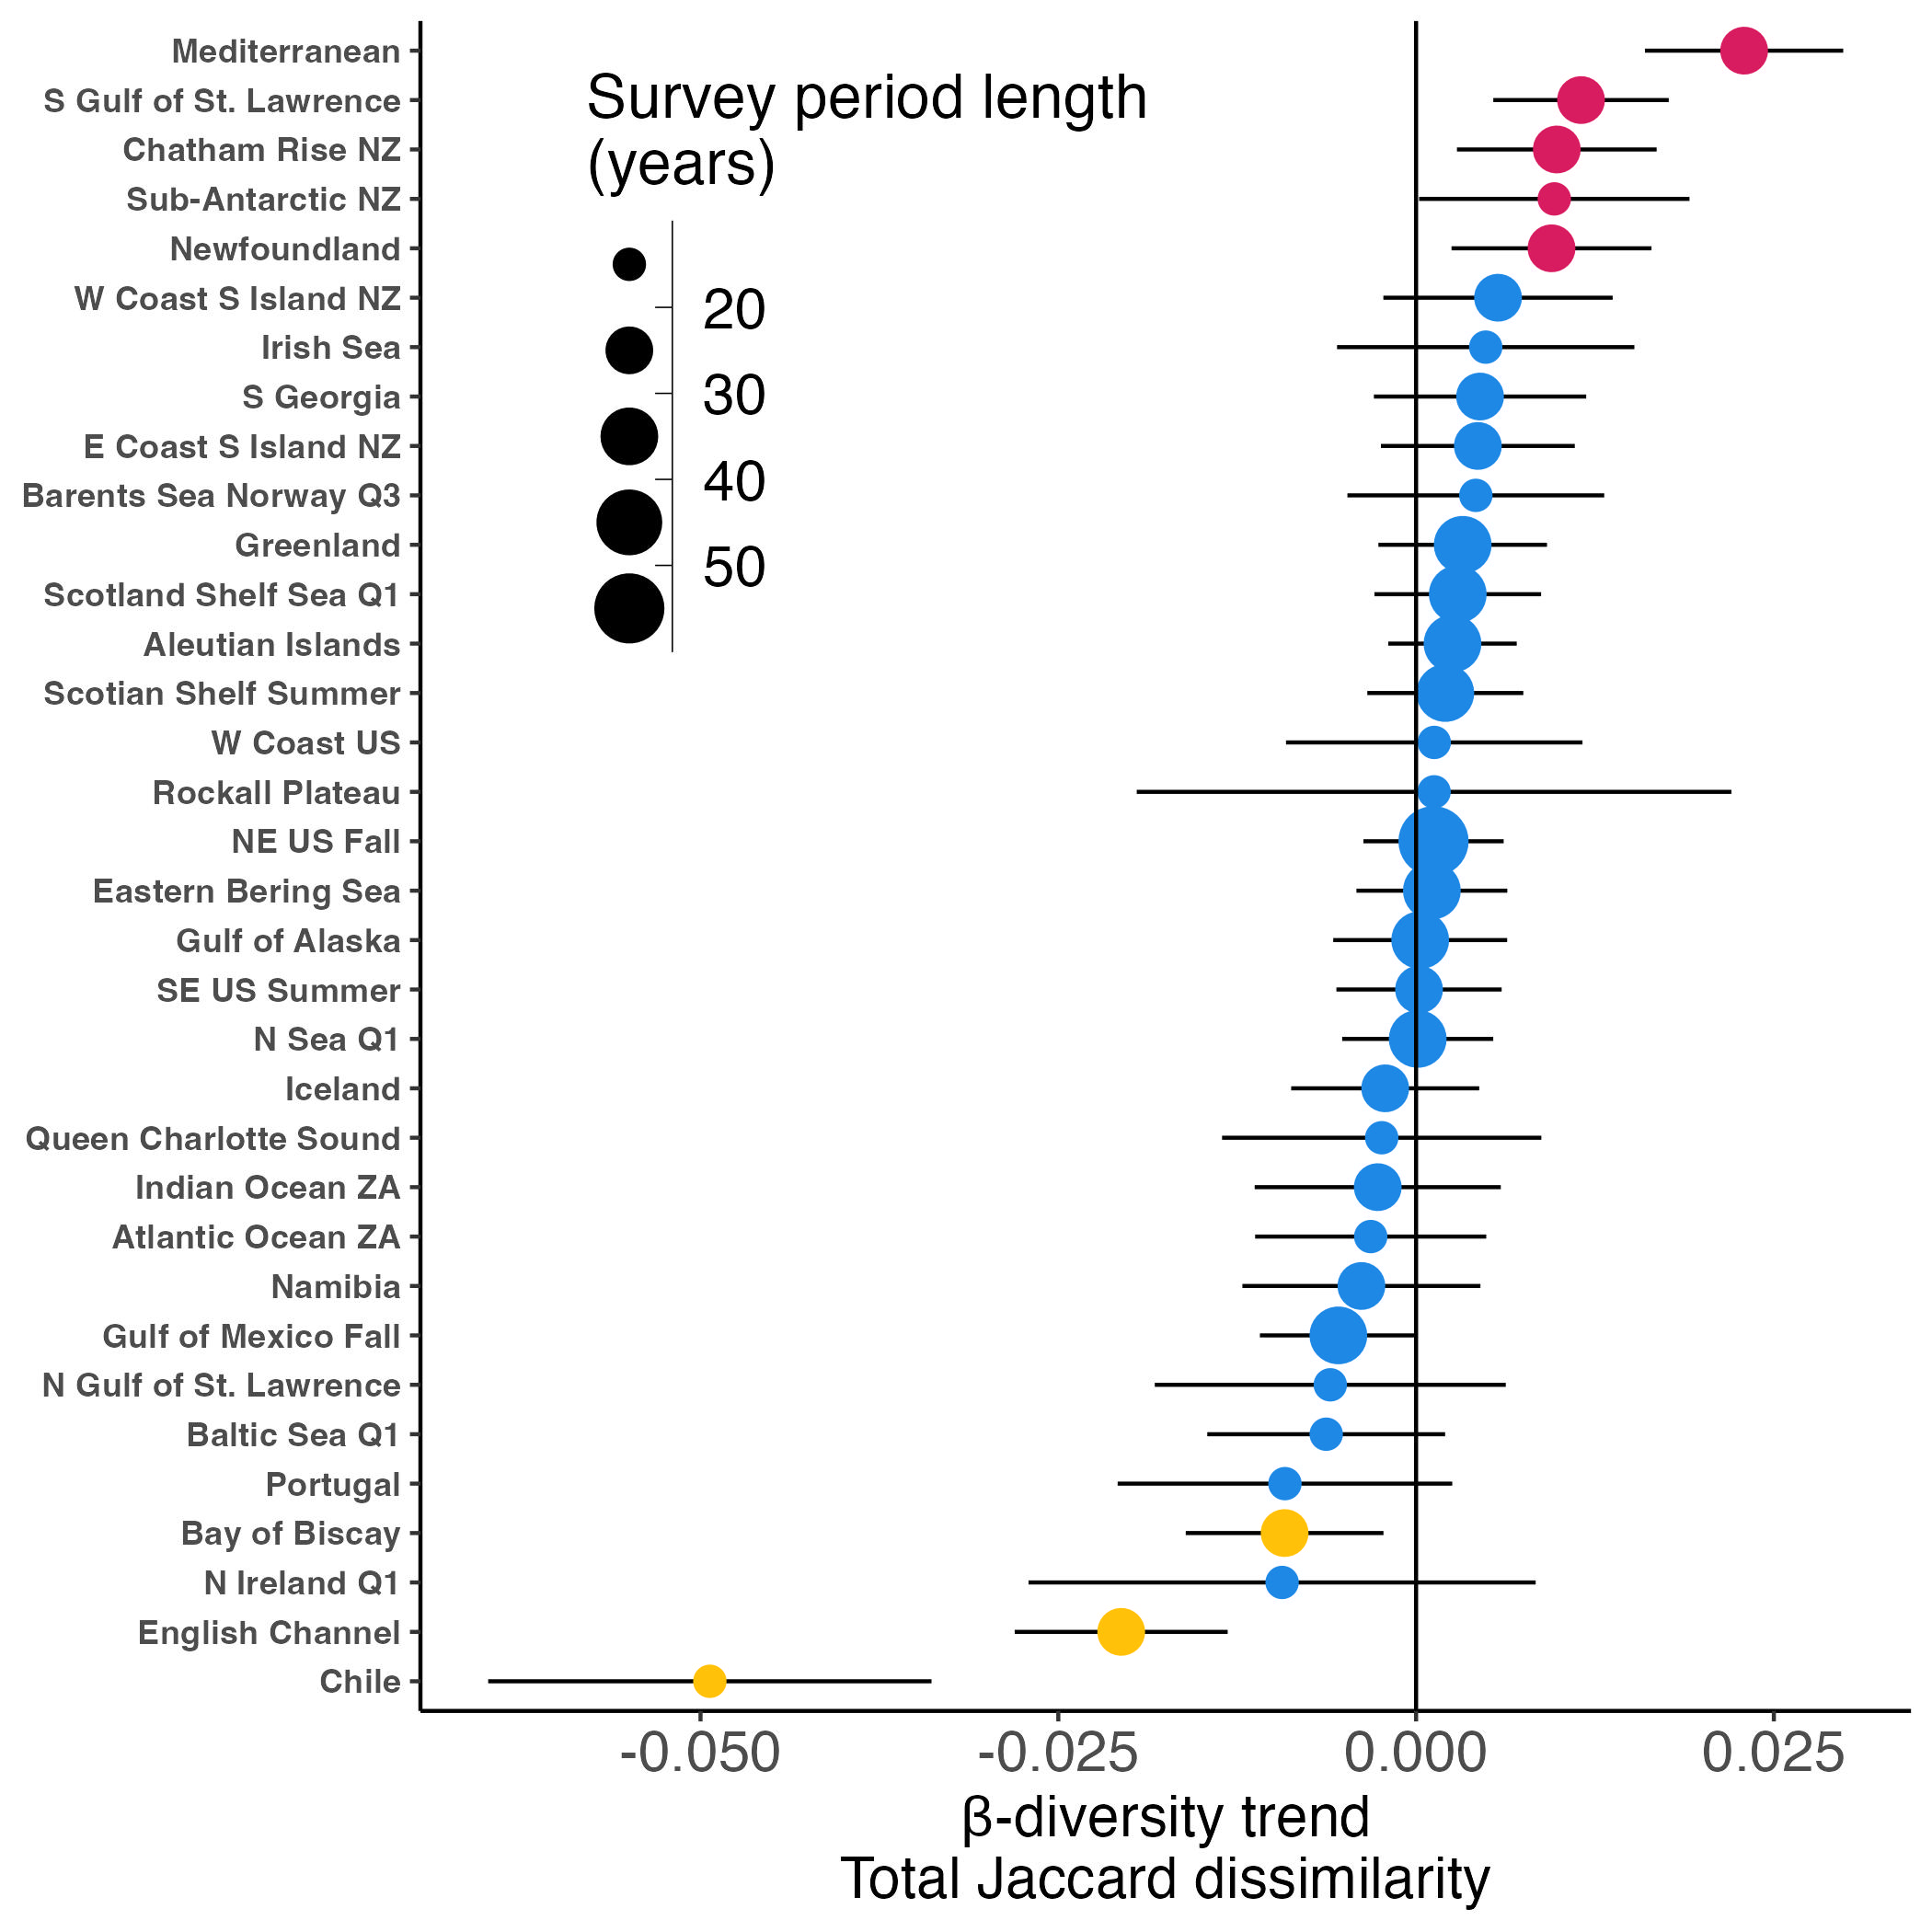 Mediterranean
S Gulf of St. Lawrence
Chatham Rise NZ
Sub-Antarctic NZ
Newfoundland
W Coast S Island NZ
Irish Sea
S Georgia
E Coast S Island NZ
Barents Sea Norway Q3
Greenland
Scotland Shelf Sea Q1
Aleutian Islands
Scotian Shelf Summer
W Coast US
Rockall Plateau
NE US Fall
Eastern Bering Sea
Gulf of Alaska
SE US Summer
N Sea Q1
Iceland
Queen Charlotte Sound
Indian Ocean ZA
Atlantic Ocean ZA
Namibia
Gulf of Mexico Fall
N Gulf of St. Lawrence
Baltic Sea Q1
Portugal
Bay of Biscay
N Ireland Q1
English Channel
Chile
Survey period length
(years)
20
30
40
50
-0.050 -0.025 0.000 0.025
β-diversity trend
Total Jaccard dissimilarity